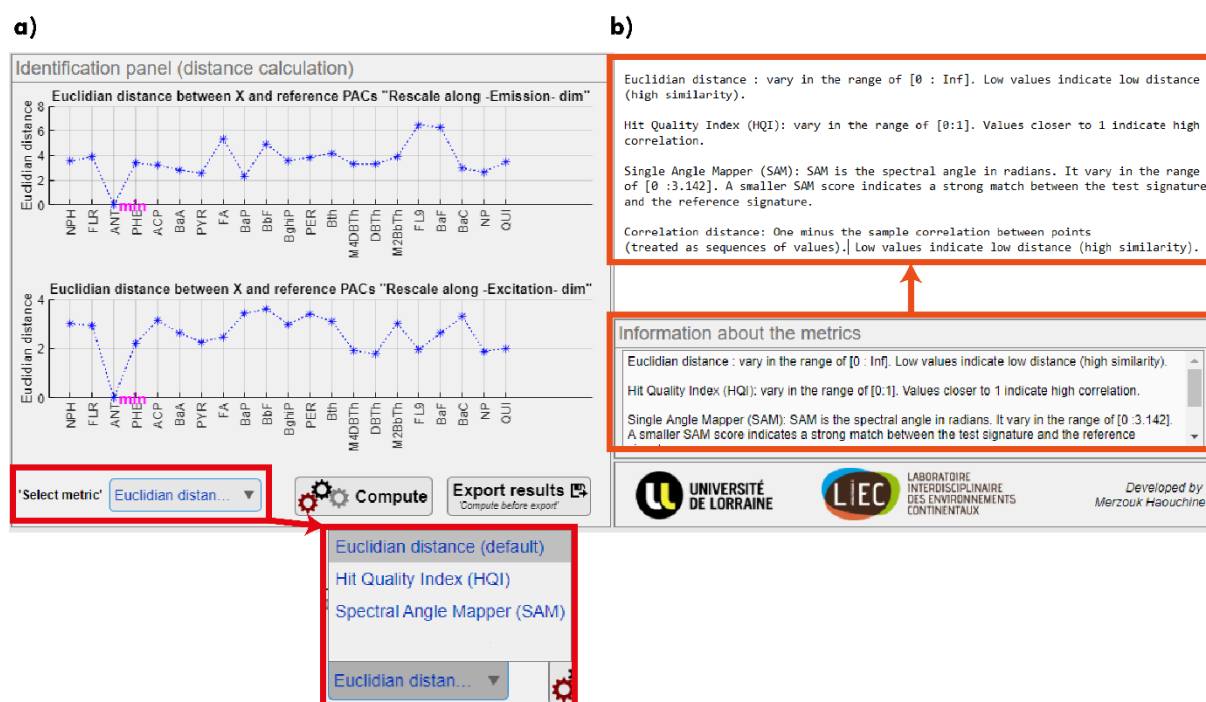 a)
Identification panel (distance calculation)
Euclidian distance between X and reference PACs "Rescale along -Emission- dim"
Euclidian distance
8
6
4
2
0
min
NPH
FLR
ANT
PHE
ACP
BaA
PYR
FA
BaP
BbF
BghiP
PER
Bth
M4DBTh
DBTh
M2BbTh
FL9
BaF
BaC
NP
QUI
Euclidian distance between X and reference PACs "Rescale along -Excitation- dim"
Euclidian distance
4
2
0
min
NPH
FLR
ANT
PHE
ACP
BaA
PYR
FA
BaP
BbF
BghiP
PER
Bth
M4DBTh
DBTh
M2BbTh
FL9
BaF
BaC
NP
QUI
'Select metric'
Euclidian distan...
Compute
Export results
'Compute before export'
Euclidian distance (default)
Hit Quality Index (HQI)
Spectral Angle Mapper (SAM)
Euclidian distan...
b)
Euclidian distance : vary in the range of [0 : Inf]. Low values indicate low distance
(high similarity).
Hit Quality Index (HQI): vary in the range of [0:1]. Values closer to 1 indicate high
correlation.
Single Angle Mapper (SAM): SAM is the spectral angle in radians. It vary in the range
of [0 :3.142]. A smaller SAM score indicates a strong match between the test signature
and the reference signature.
Correlation distance: One minus the sample correlation between points
(treated as sequences of values). Low values indicate low distance (high similarity).
Information about the metrics
Euclidian distance : vary in the range of [0 : Inf]. Low values indicate low distance (high similarity).
Hit Quality Index (HQI): vary in the range of [0:1]. Values closer to 1 indicate high correlation.
Single Angle Mapper (SAM): SAM is the spectral angle in radians. It vary in the range of [0 :3.142].
A smaller SAM score indicates a strong match between the test signature and the reference
UNIVERSITÉ
DE LORRAINE
LIEC
LABORATOIRE
INTERDISCIPLINAIRE
DES ENVIRONNEMENTS
CONTINENTAUX
Developed by
Merzouk Haouchine